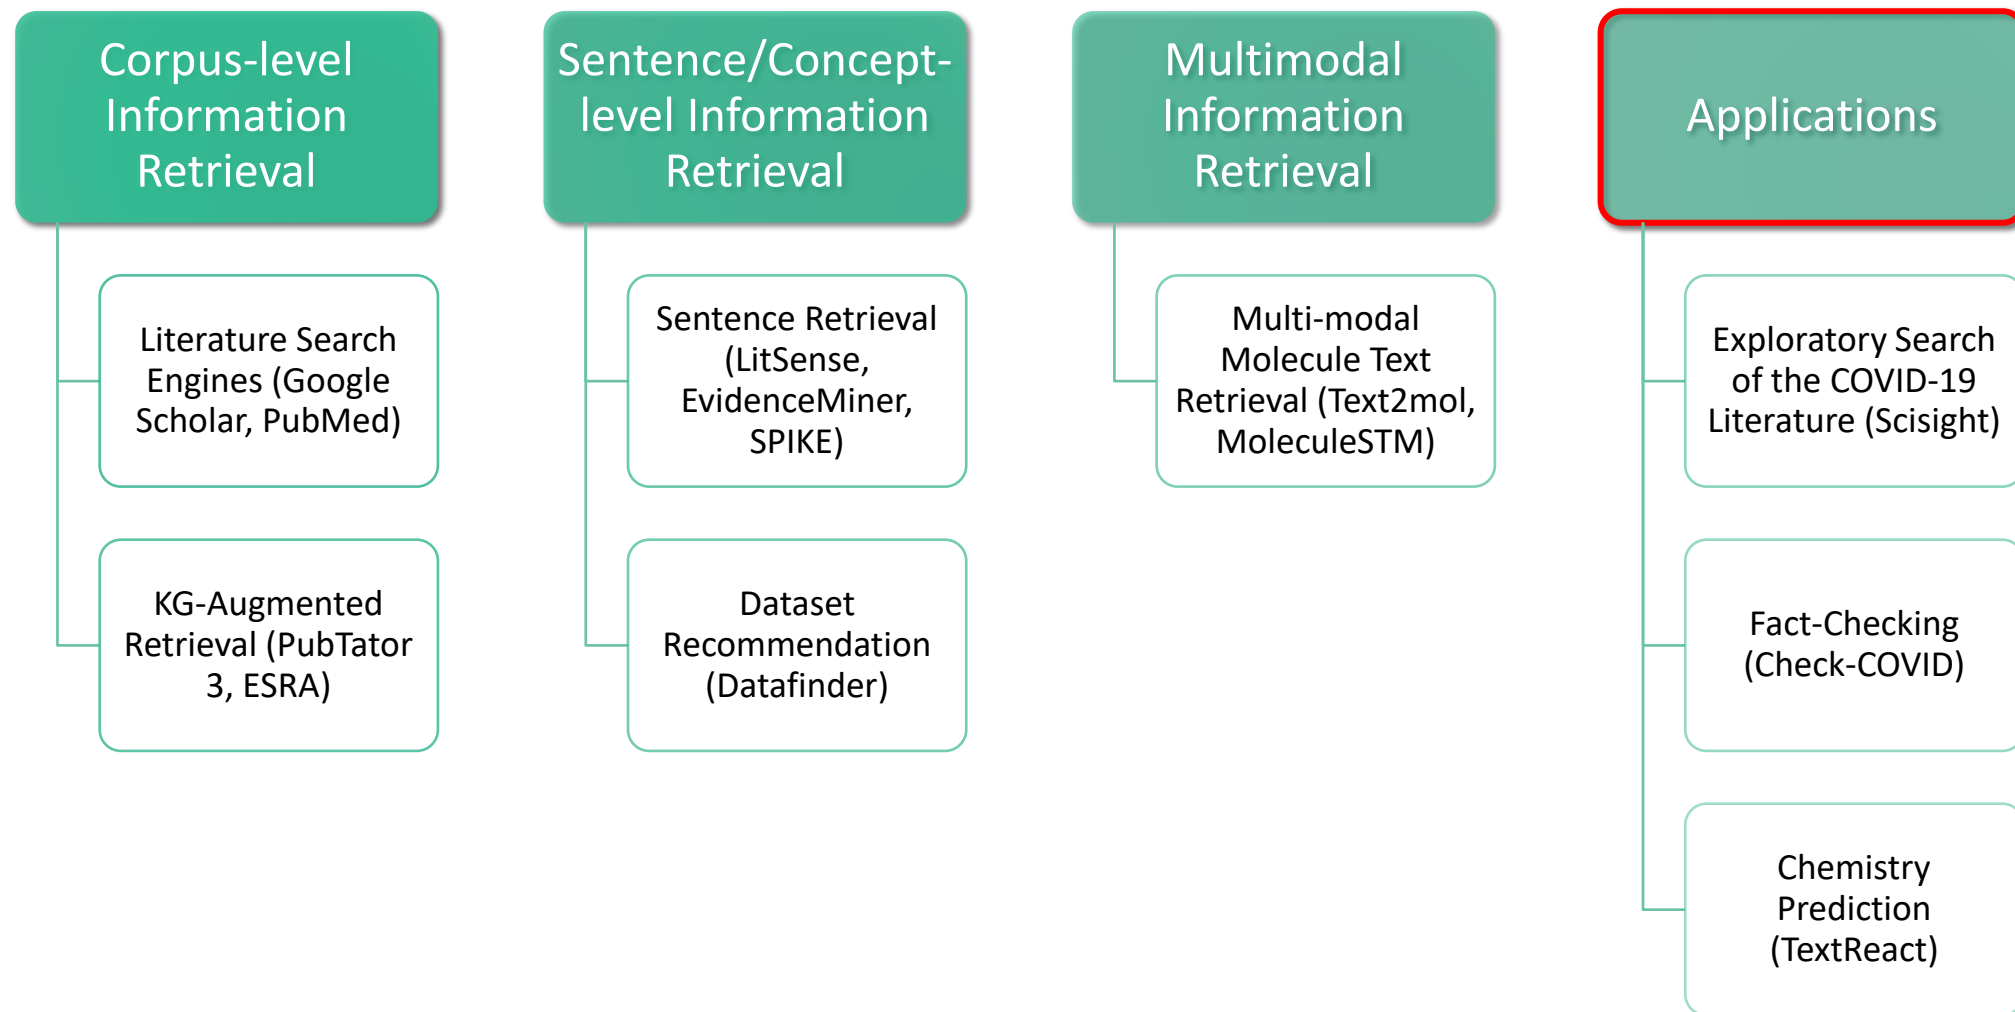 Corpus-level
Information
Retrieval
Literature Search
Engines (Google
Scholar, PubMed)
KG-Augmented
Retrieval (PubTator
3, ESRA)
Sentence/Concept-
level Information
Retrieval
Sentence Retrieval
(LitSense,
EvidenceMiner,
SPIKE)
Dataset
Recommendation
(Datafinder)
Multimodal
Information
Retrieval
Multi-modal
Molecule Text
Retrieval (Text2mol,
MoleculeSTM)
Applications
Exploratory Search
of the COVID-19
Literature (Scisight)
Fact-Checking
(Check-COVID)
Chemistry
Prediction
(TextReact)